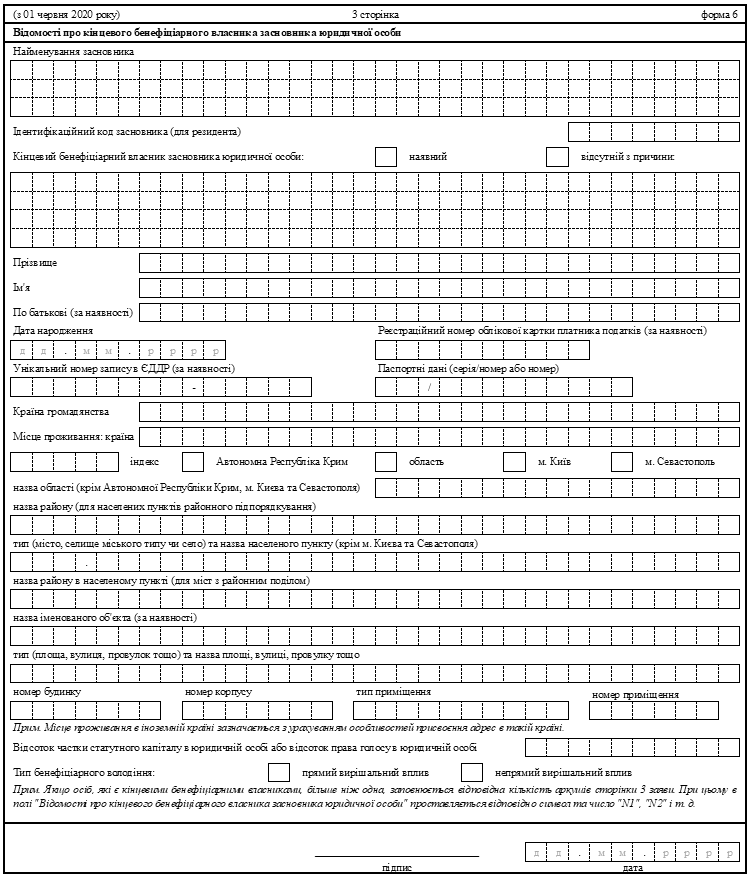 (з 01 червня 2020 року) 3 сторінка форма 6
Відомості про кінцевого бенефіціарного власника засновника юридичної особи
Найменування засновника
Ідентифікаційний код засновника (для резидента)
Кінцевий бенефіціарний власник засновника юридичної особи: наявний відсутній з причини:
Прізвище
Ім'я
По батькові (за наявності)
Дата народження Реєстраційний номер облікової картки платника податків (за наявності)
д д . м м . р р р р
Унікальний номер запису в ЄДДР (за наявності) Паспортні дані (серія/номер або номер)
- /
Країна громадянства
Місце проживання: країна
індекс Автономна Республіка Крим область м. Київ м. Севастополь
назва області (крім Автономної Республіки Крим, м. Києва та Севастополя)
назва району (для населених пунктів районного підпорядкування)
тип (місто, селище міського типу чи село) та назва населеного пункту (крім м. Києва та Севастополя)
.
назва району в населеному пункті (для міст з районним поділом)
назва іменованого об'єкта (за наявності)
тип (площа, вулиця, провулок тощо) та назва площі, вулиці, провулку тощо
номер будинку номер корпусу тип приміщення номер приміщення
Прим. Місце проживання в іноземній країні зазначається з урахуванням особливостей присвоєння адрес в такій країні.
Відсоток частки статутного капіталу в юридичній особі або відсоток права голосу в юридичній особі
Тип бенефіціарного володіння: прямий вирішальний вплив непрямий вирішальний вплив
Прим. Якщо осіб, які є кінцевими бенефіціарними власниками, більше ніж одна, заповнюється відповідна кількість аркушів сторінки 3 заяви. При цьому в
полі "Відомості про кінцевого бенефіціарного власника засновника юридичної особи" проставляється відповідно символ та число "N1", "N2" і т. д.
д д . м м . р р р р
підпис дата